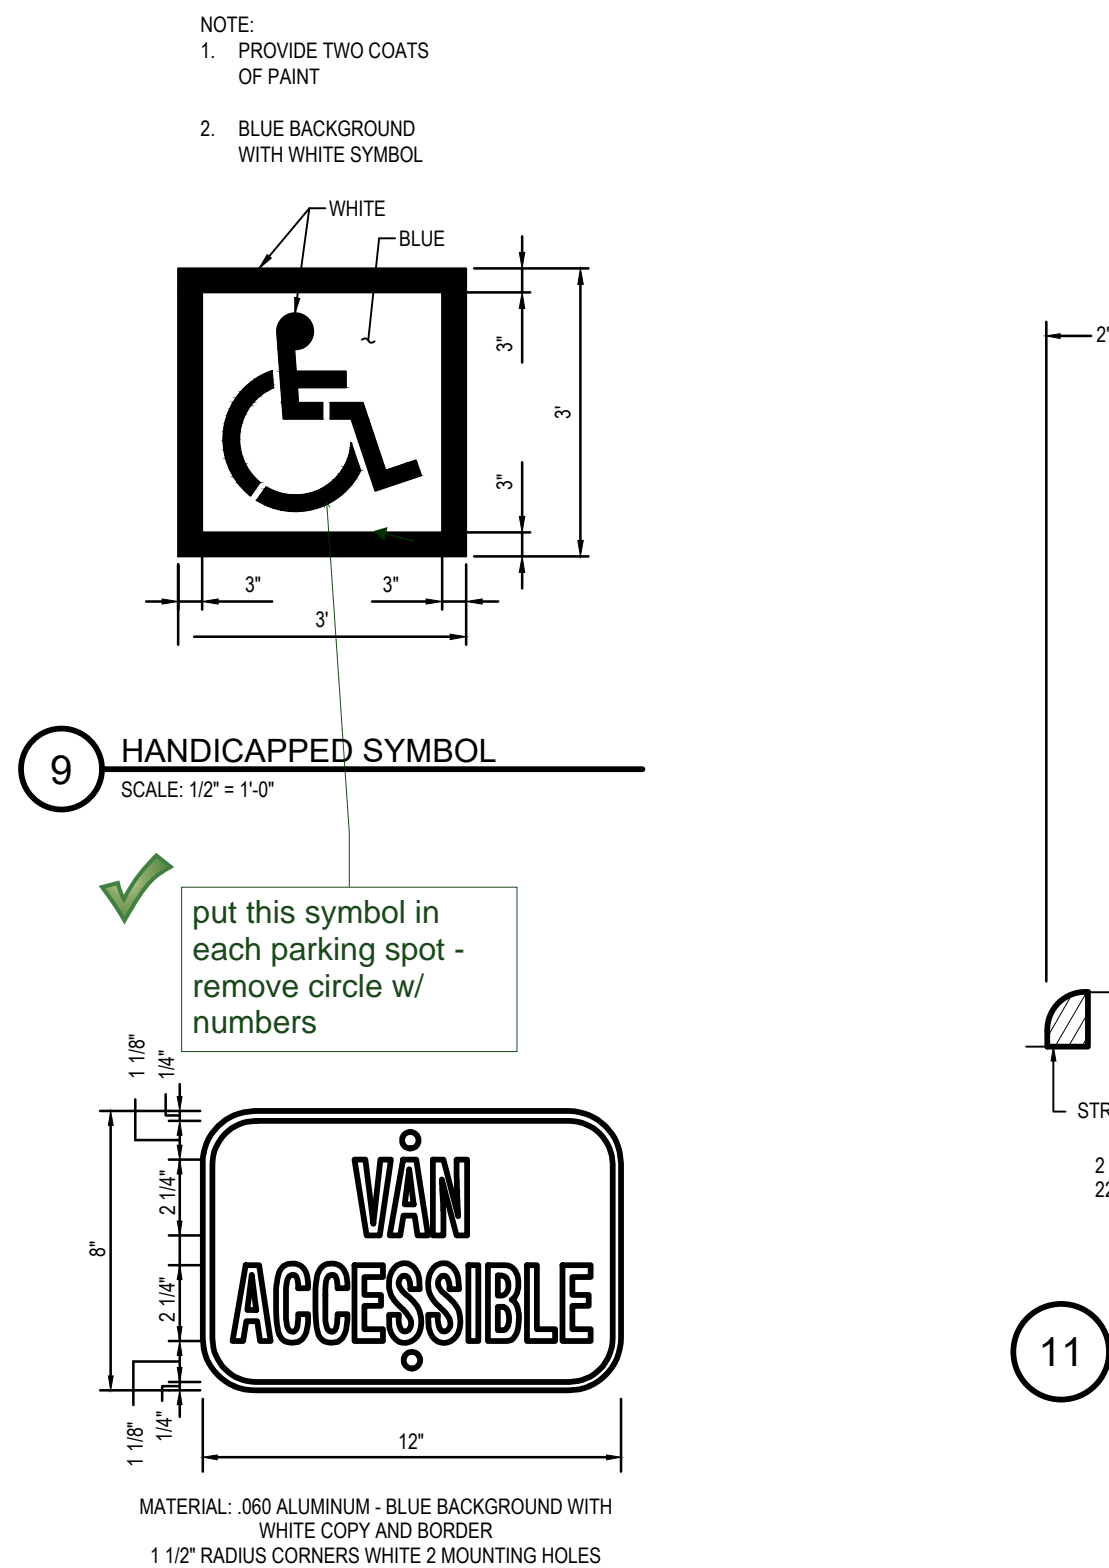 NOTE:
1. PROVIDE TWO COATS
OF PAINT
2. BLUE BACKGROUND
WITH WHITE SYMBOL
WHITE
BLUE
3"
3'
3"
3"
3"
3'
2'
9
HANDICAPPED SYMBOL
SCALE: 1/2" = 1'-0"
put this symbol in
each parking spot -
remove circle w/
numbers
1 1/8"
1/4"
2 1/4"
8"
2 1/4"
1 1/8"
1/4"
VAN
ACCESSIBLE
12"
MATERIAL: .060 ALUMINUM - BLUE BACKGROUND WITH
WHITE COPY AND BORDER
1 1/2" RADIUS CORNERS WHITE 2 MOUNTING HOLES
STR
2
22
11